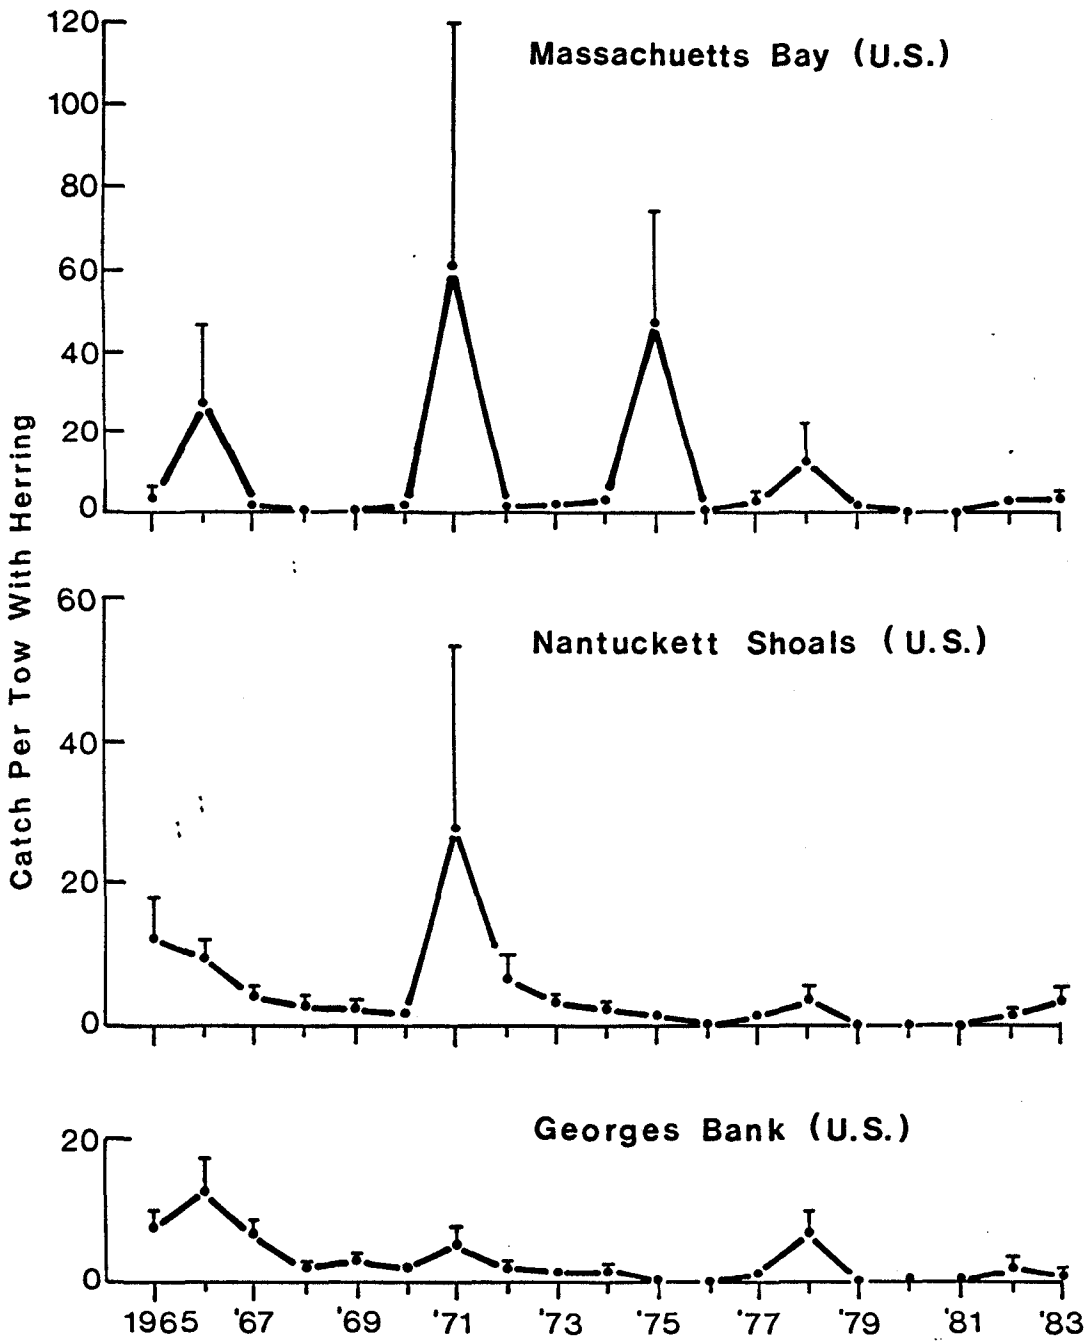 Catch Per Tow With Herring
Massachuetts Bay (U.S.)
120
100
80
60
40
20
0
Nantuckett Shoals (U.S.)
60
40
20
0
Georges Bank (U.S.)
20
0
1965 '67 '69 '71 '73 '75 '77 '79 '81 '83